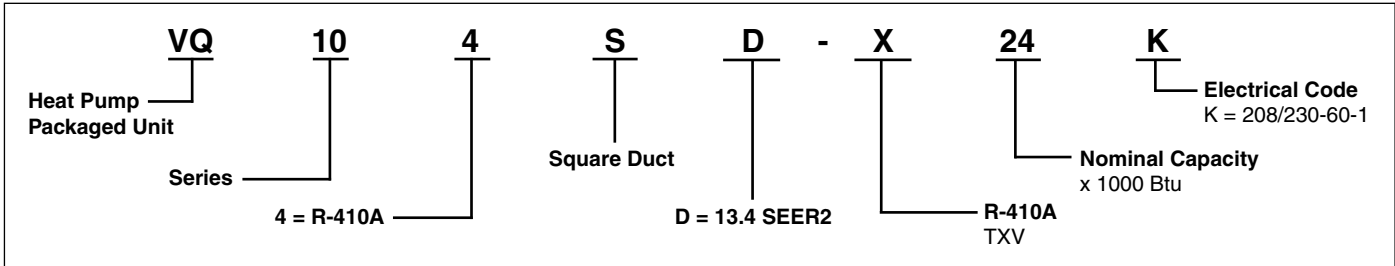 VQ 10 4 S D - X 24 K
Heat Pump
Packaged Unit
Series
4 = R-410A
Square Duct
D = 13.4 SEER2
R-410A
TXV
Nominal Capacity
x 1000 Btu
Electrical Code
K = 208/230-60-1